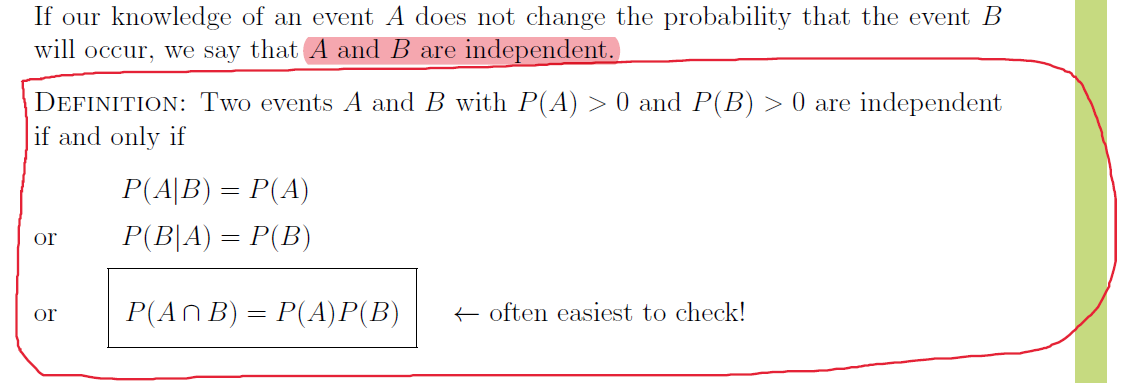 If our knowledge of an event A does not change the probability that the event B
will occur, we say that A and B are independent.
DEFINITION: Two events A and B with P(A) > 0 and P(B) > 0 are independent
if and only if
P(A|B) = P(A)
or P(B|A) = P(B)
or P(A ∩ B) = P(A)P(B) ← often easiest to check!